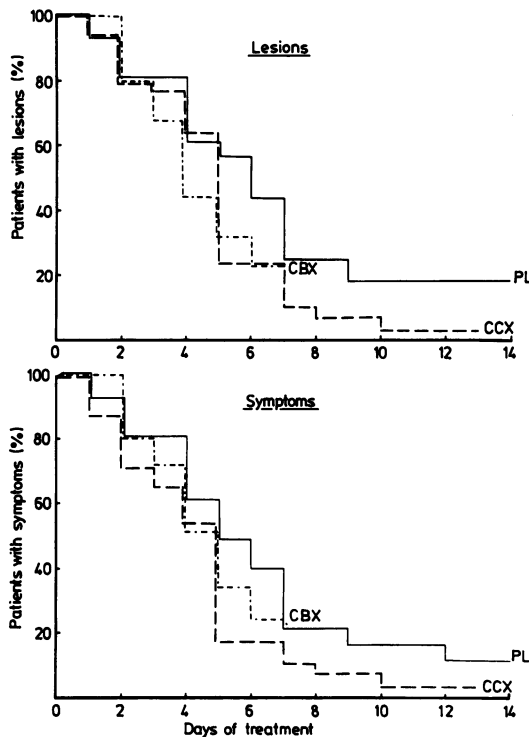 Lesions
Patients with lesions (%)
100
80
60
40
20
CBX
PL
CCX
0 2 4 6 8 10 12 14
Symptoms
Patients with symptoms (%)
100
80
60
40
20
CBX
PL
CCX
0 2 4 6 8 10 12 14
Days of treatment